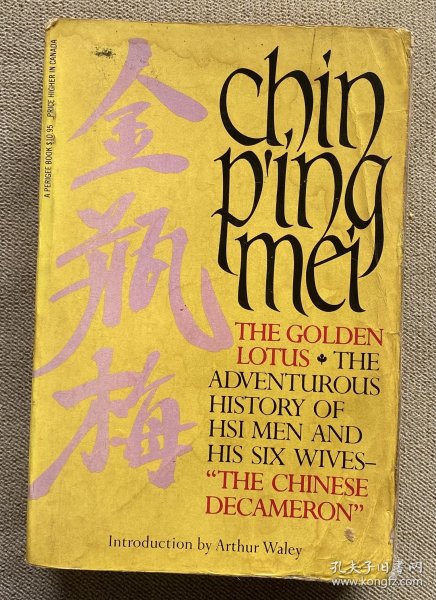 A PERIGEE BOOK $10.95 PRICE HIGHER IN CANADA
金
瓶
梅
chin
p'ing
mei
THE GOLDEN
LOTUS ♣ THE
ADVENTUROUS
HISTORY OF
HSI MEN AND
HIS SIX WIVES—
“THE CHINESE
DECAMERON”
Introduction by Arthur Waley
孔夫子旧书网
www.kongfz.com